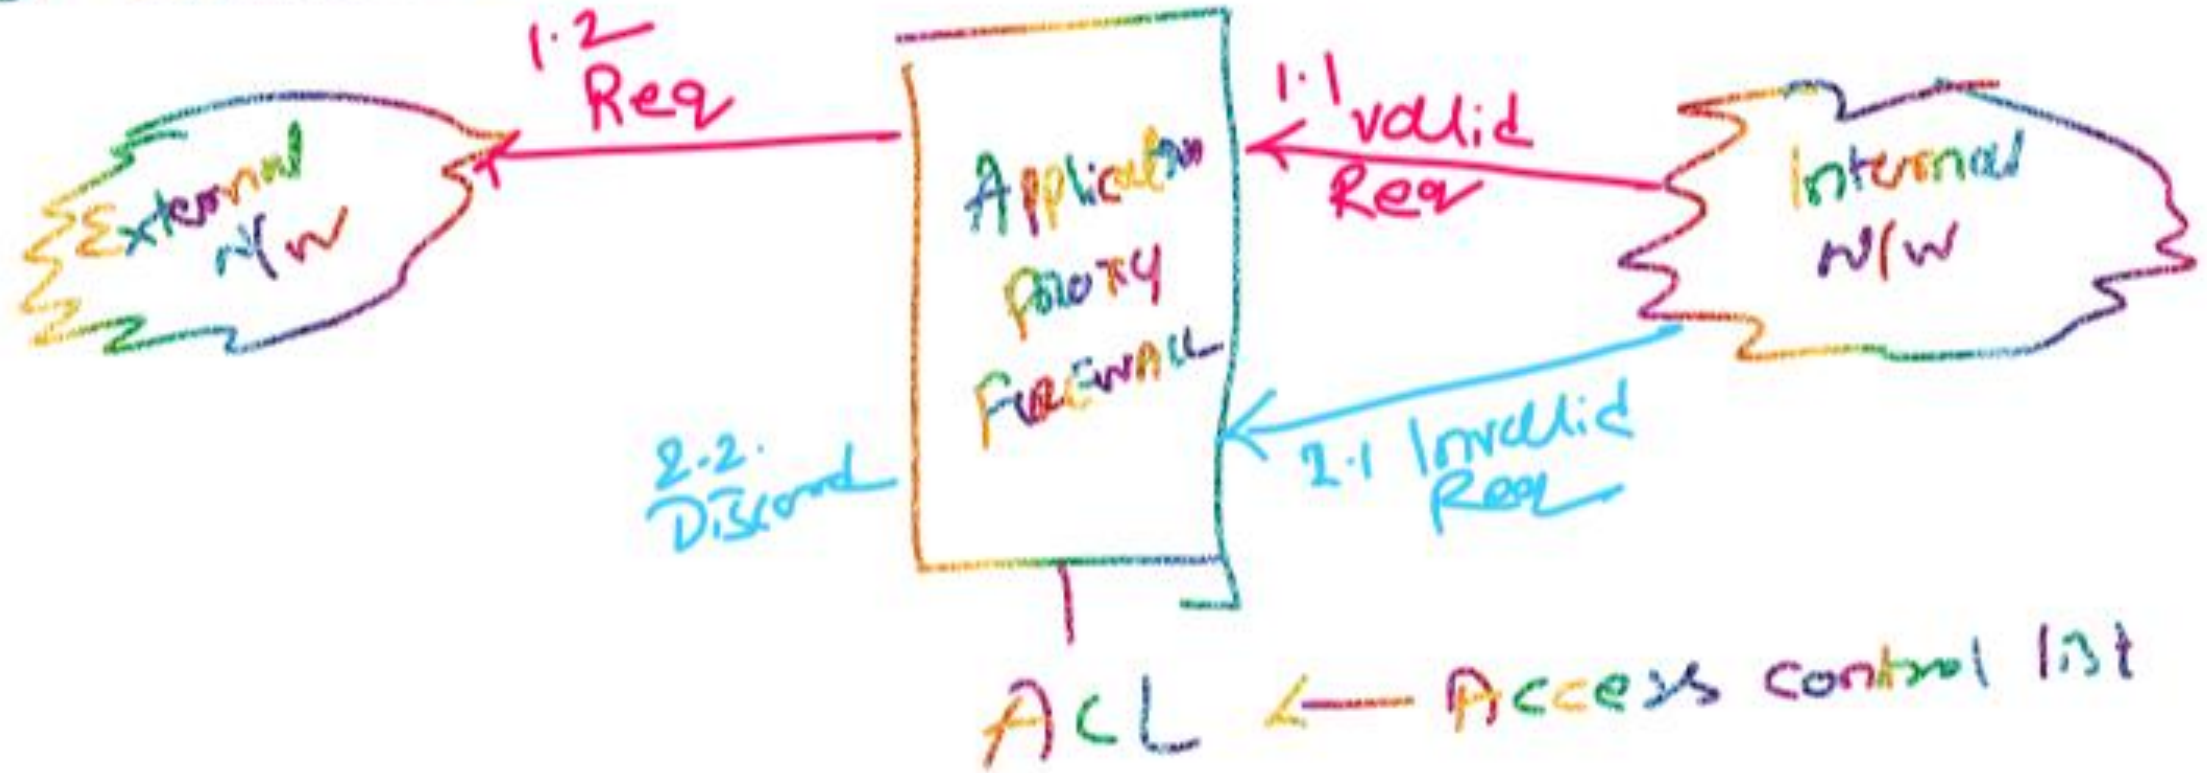 1.2
Req
1.1 valid
Req
External
N/W
Application
Proxy
FIREWALL
Internal
N/W
2.2.
Discard
2.1 Invalid
Req
ACL ← Access control list